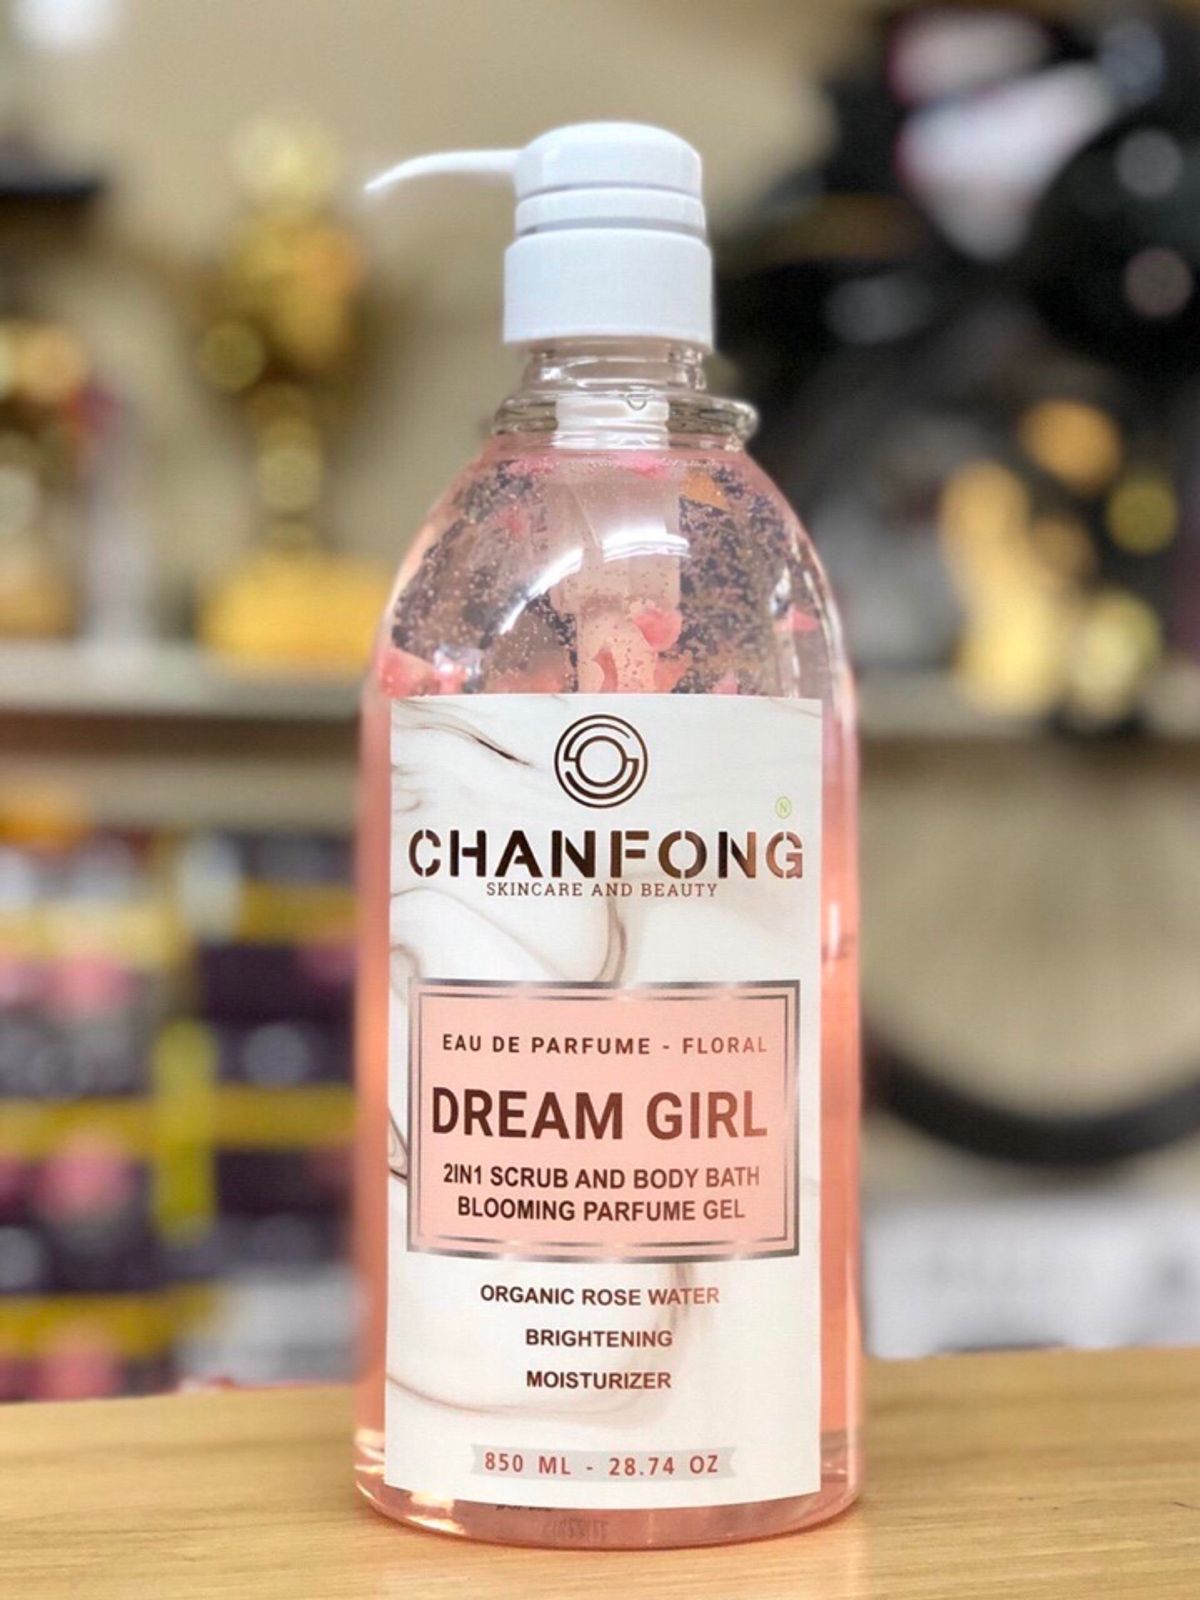 CHANFONG
SKINCARE AND BEAUTY
EAU DE PARFUME - FLORAL
DREAM GIRL
2IN1 SCRUB AND BODY BATH
BLOOMING PARFUME GEL
ORGANIC ROSE WATER
BRIGHTENING
MOISTURIZER
850 ML - 28.74 OZ